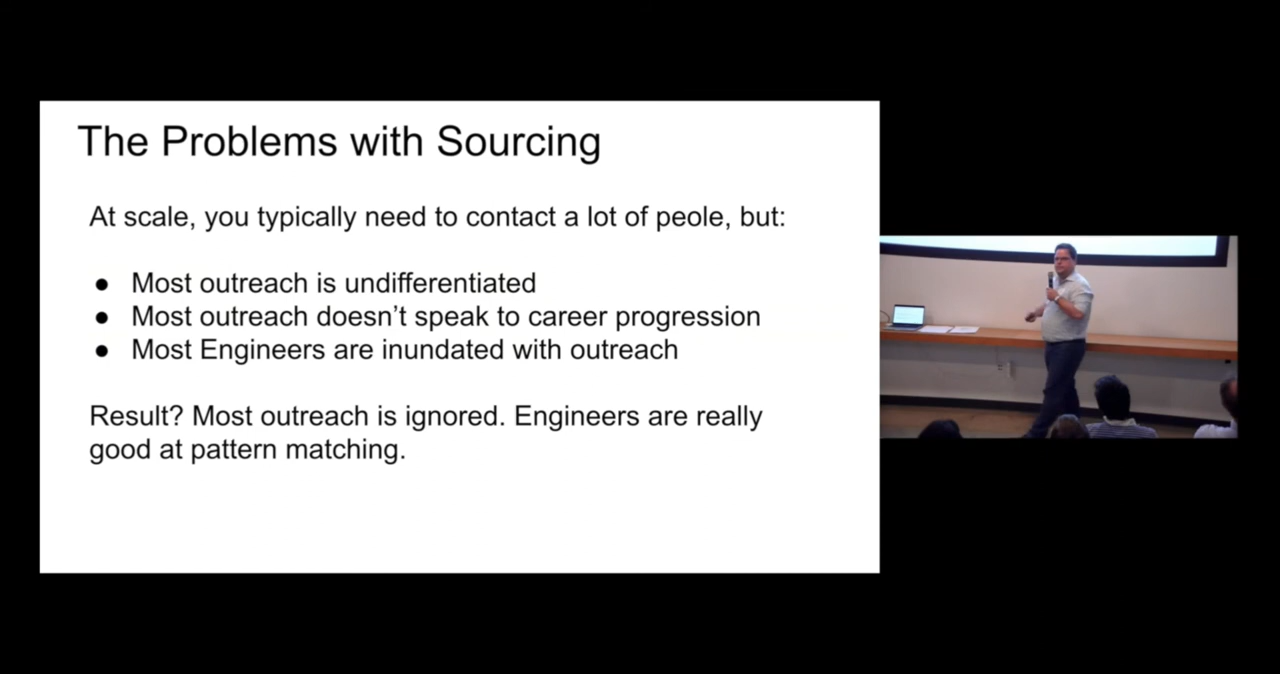 The Problems with Sourcing
At scale, you typically need to contact a lot of peole, but:
● Most outreach is undifferentiated
● Most outreach doesn’t speak to career progression
● Most Engineers are inundated with outreach
Result? Most outreach is ignored. Engineers are really
good at pattern matching.